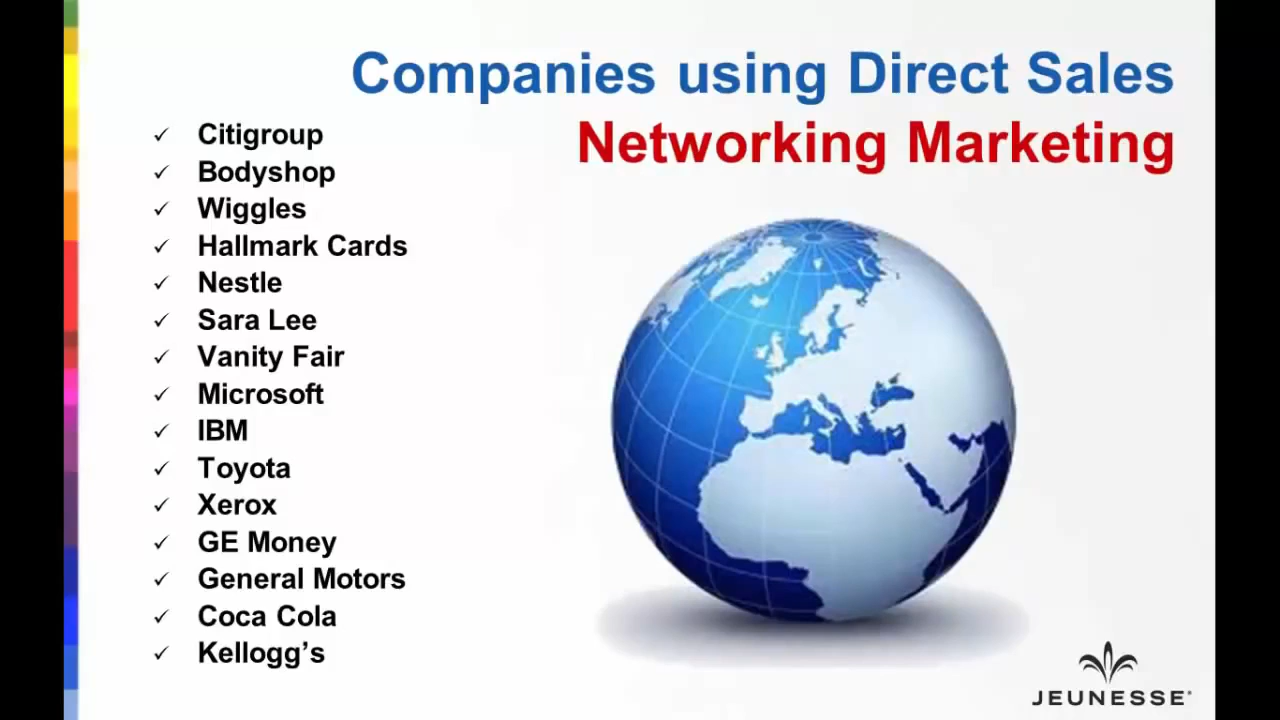 Companies using Direct Sales
Networking Marketing
Citigroup
Bodyshop
Wiggles
Hallmark Cards
Nestle
Sara Lee
Vanity Fair
Microsoft
IBM
Toyota
Xerox
GE Money
General Motors
Coca Cola
Kellogg’s
JEUNESSE